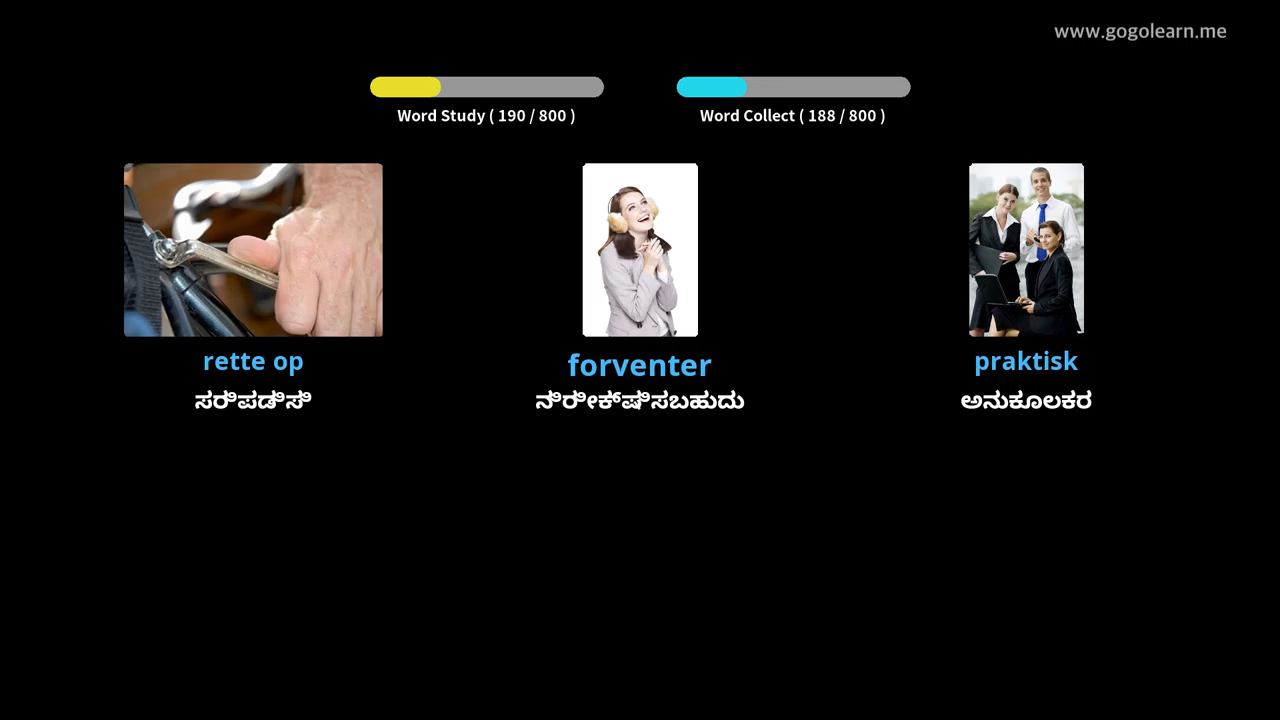 www.gogolearn.me
Word Study ( 190 / 800 )
Word Collect ( 188 / 800 )
rette op
forventer
praktisk
ಸರಿಪಡಿಸಿ
ನಿರೀಕ್ಷಿಸಬಹುದು
ಅನುಕೂಲಕರ